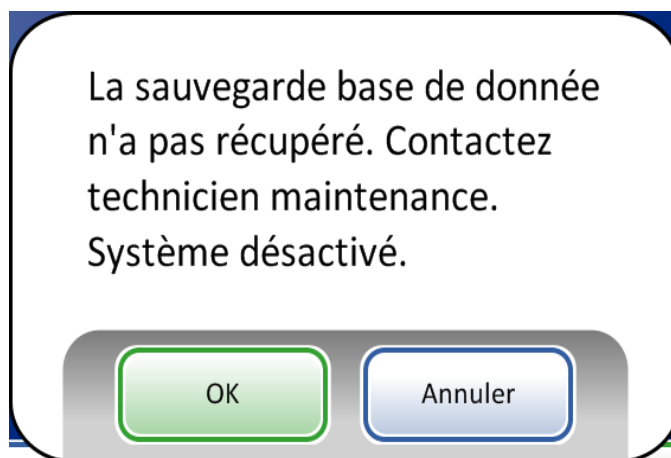 La sauvegarde base de donnée
n'a pas récupéré. Contactez
technicien maintenance.
Système désactivé.
OK
Annuler